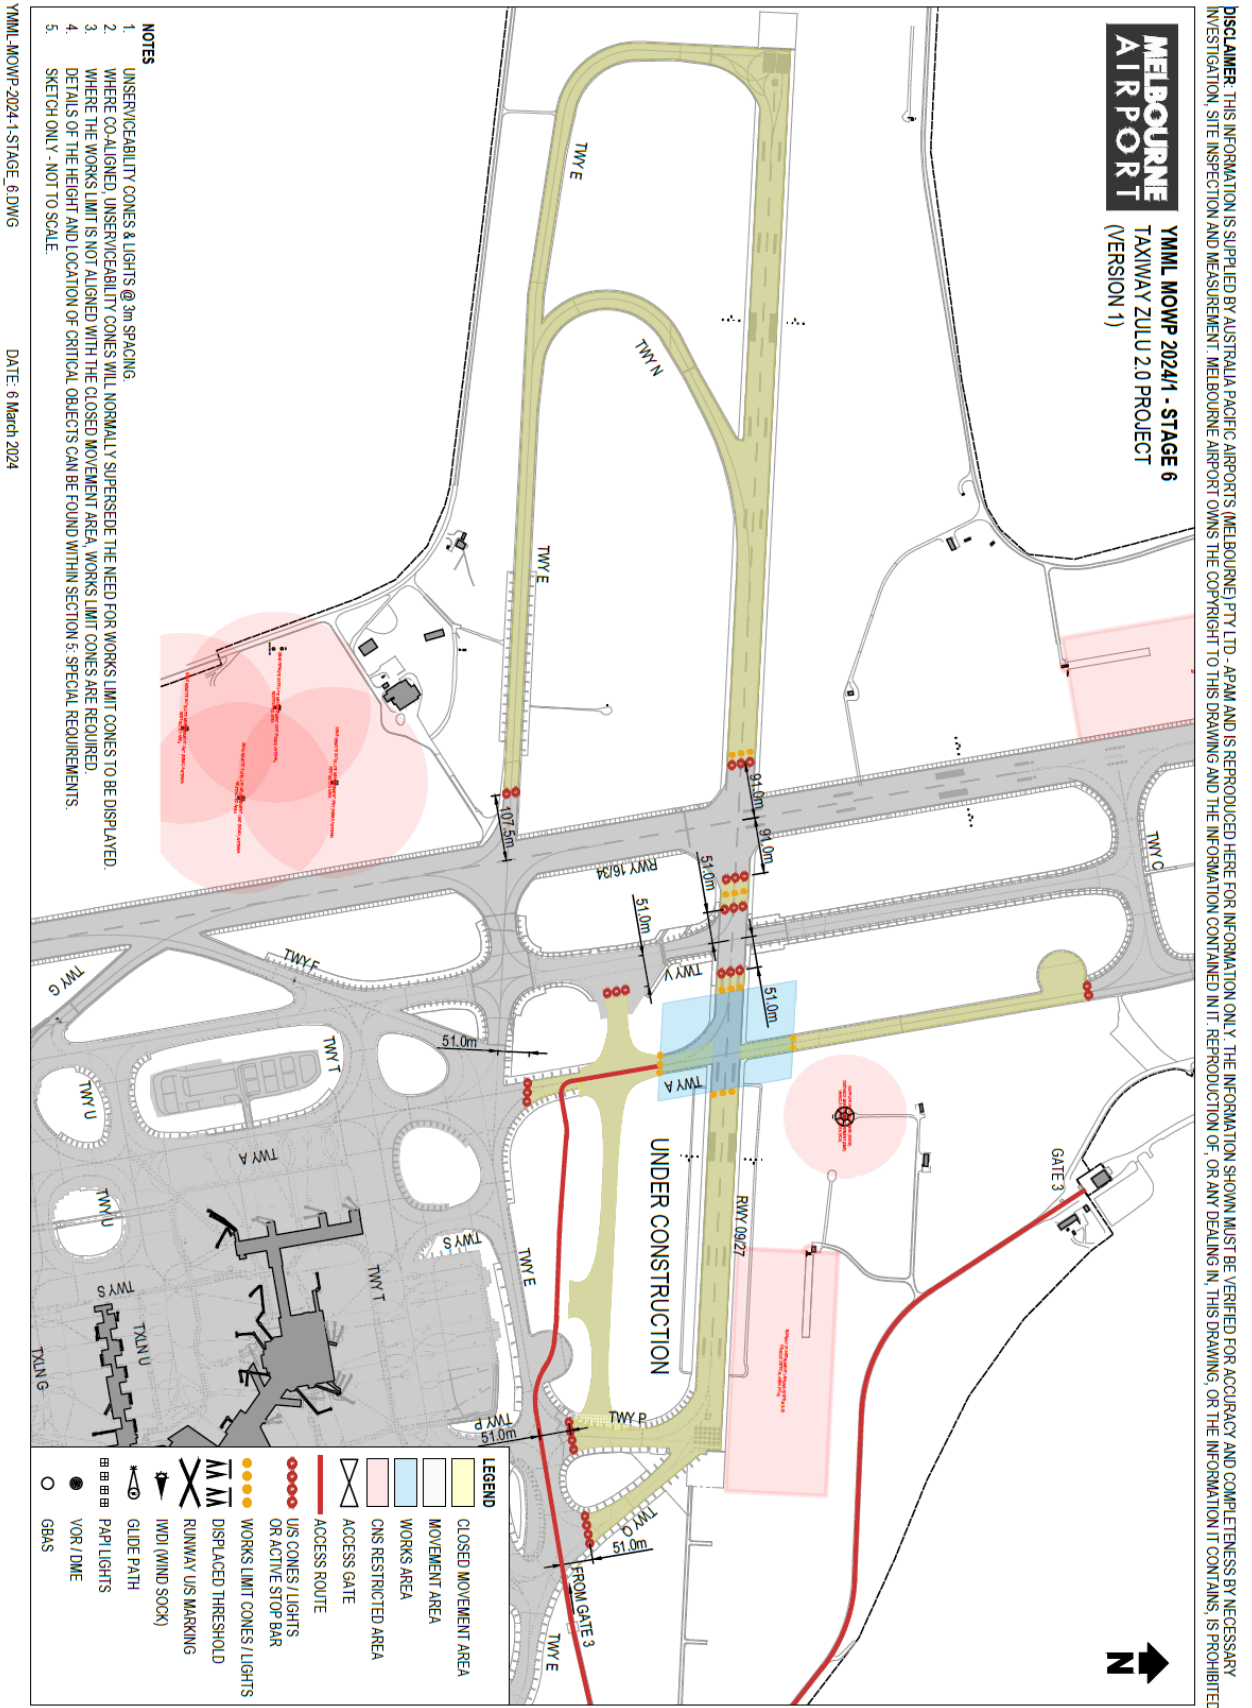 DISCLAIMER: THIS INFORMATION IS SUPPLIED BY AUSTRALIA PACIFIC AIRPORTS (MELBOURNE) PTY LTD - APAM AND IS REPRODUCED HERE FOR INFORMATION ONLY. THE INFORMATION SHOWN MUST BE VERIFIED FOR ACCURACY AND COMPLETENESS BY NECESSARY
INVESTIGATION, SITE INSPECTION AND MEASUREMENT. MELBOURNE AIRPORT OWNS THE COPYRIGHT TO THIS DRAWING AND THE INFORMATION CONTAINED IN IT. REPRODUCTION OF, OR ANY DEALING IN, THIS DRAWING, OR THE INFORMATION IT CONTAINS, IS PROHIBITED
MELBOURNE
AIRPORT
YMML MOWP 2024/1 - STAGE 6
TAXIWAY ZULU 2.0 PROJECT
(VERSION 1)
N
GATE 3
TWY C
91.0m
91.0m
51.0m
51.0m
51.0m
RWY 16/34
TWY V
TWY A
RWY 09/27
UNDER CONSTRUCTION
TWY N
TWY E
TWY E
107.5m
51.0m
TWY F
TWY G
TWY T
TWY U
TWY A
TWY U
TWY S
TWY S
TWY T
TWY E
TXLN U
TXLN G
TWY P
TWY P
51.0m
TWY Q
51.0m
FROM GATE 3
TWY E
LEGEND
CLOSED MOVEMENT AREA
MOVEMENT AREA
WORKS AREA
CNS RESTRICTED AREA
ACCESS GATE
ACCESS ROUTE
U/S CONES / LIGHTS
OR ACTIVE STOP BAR
WORKS LIMIT CONES / LIGHTS
DISPLACED THRESHOLD
RUNWAY U/S MARKING
IWDI (WIND SOCK)
GLIDE PATH
PAPI LIGHTS
VOR / DME
GBAS
NOTES
1. UNSERVICEABILITY CONES & LIGHTS @ 3m SPACING.
2. WHERE CO-ALIGNED, UNSERVICEABILITY CONES WILL NORMALLY SUPERSEDE THE NEED FOR WORKS LIMIT CONES TO BE DISPLAYED.
3. WHERE THE WORKS LIMIT IS NOT ALIGNED WITH THE CLOSED MOVEMENT AREA, WORKS LIMIT CONES ARE REQUIRED.
4. DETAILS OF THE HEIGHT AND LOCATION OF CRITICAL OBJECTS CAN BE FOUND WITHIN SECTION 5: SPECIAL REQUIREMENTS.
5. SKETCH ONLY - NOT TO SCALE.
YMML-MOWP-2024-1-STAGE_6.DWG
DATE: 6 March 2024